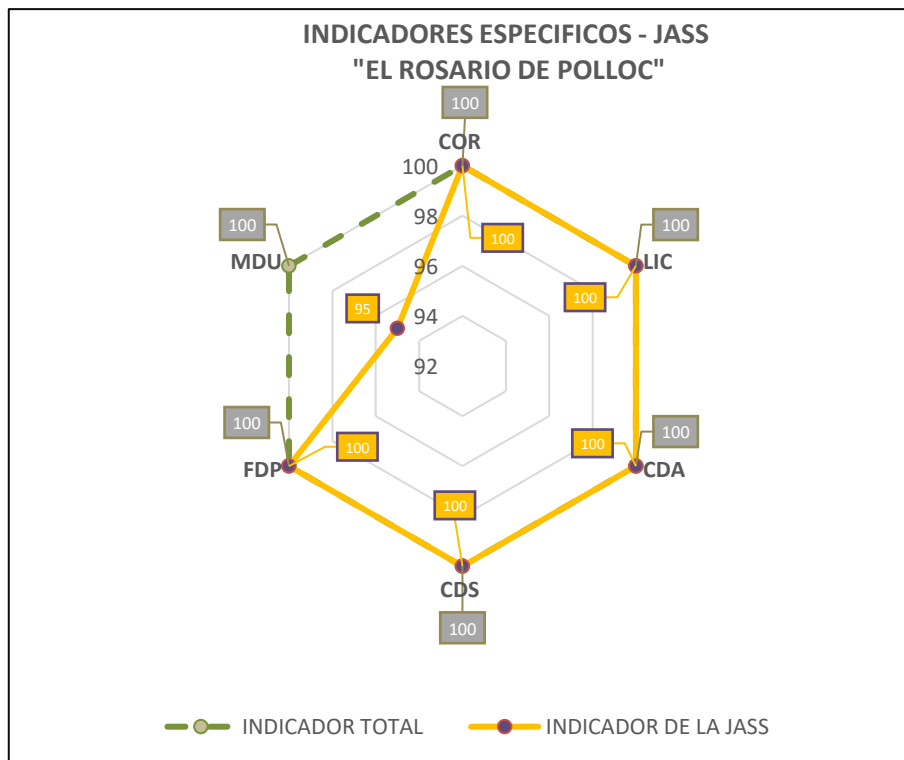 INDICADORES ESPECIFICOS - JASS
"EL ROSARIO DE POLLOC"
100
COR
100
98
96
94
92
100
100
LIC
100
100
MDU
95
100
FDP
100
100
CDA
100
100
CDS
100
INDICADOR TOTAL
INDICADOR DE LA JASS